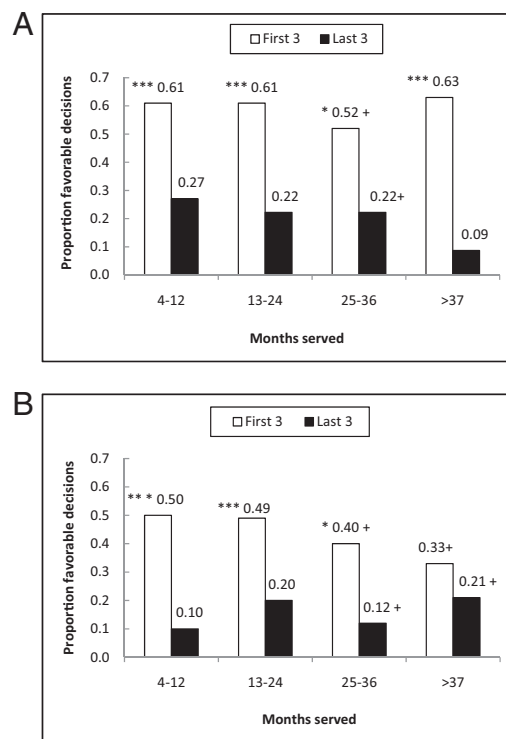 A
First 3 Last 3
Proportion favorable decisions
0.7
0.6
0.5
0.4
0.3
0.2
0.1
0.0
*** 0.61
0.27
*** 0.61
0.22
* 0.52 +
0.22+
*** 0.63
0.09
4-12 13-24 25-36 >37
Months served
B
First 3 Last 3
Proportion favorable decisions
0.7
0.6
0.5
0.4
0.3
0.2
0.1
0.0
** * 0.50
0.10
*** 0.49
0.20
* 0.40 +
0.12 +
0.33+
0.21 +
4-12 13-24 25-36 >37
Months served